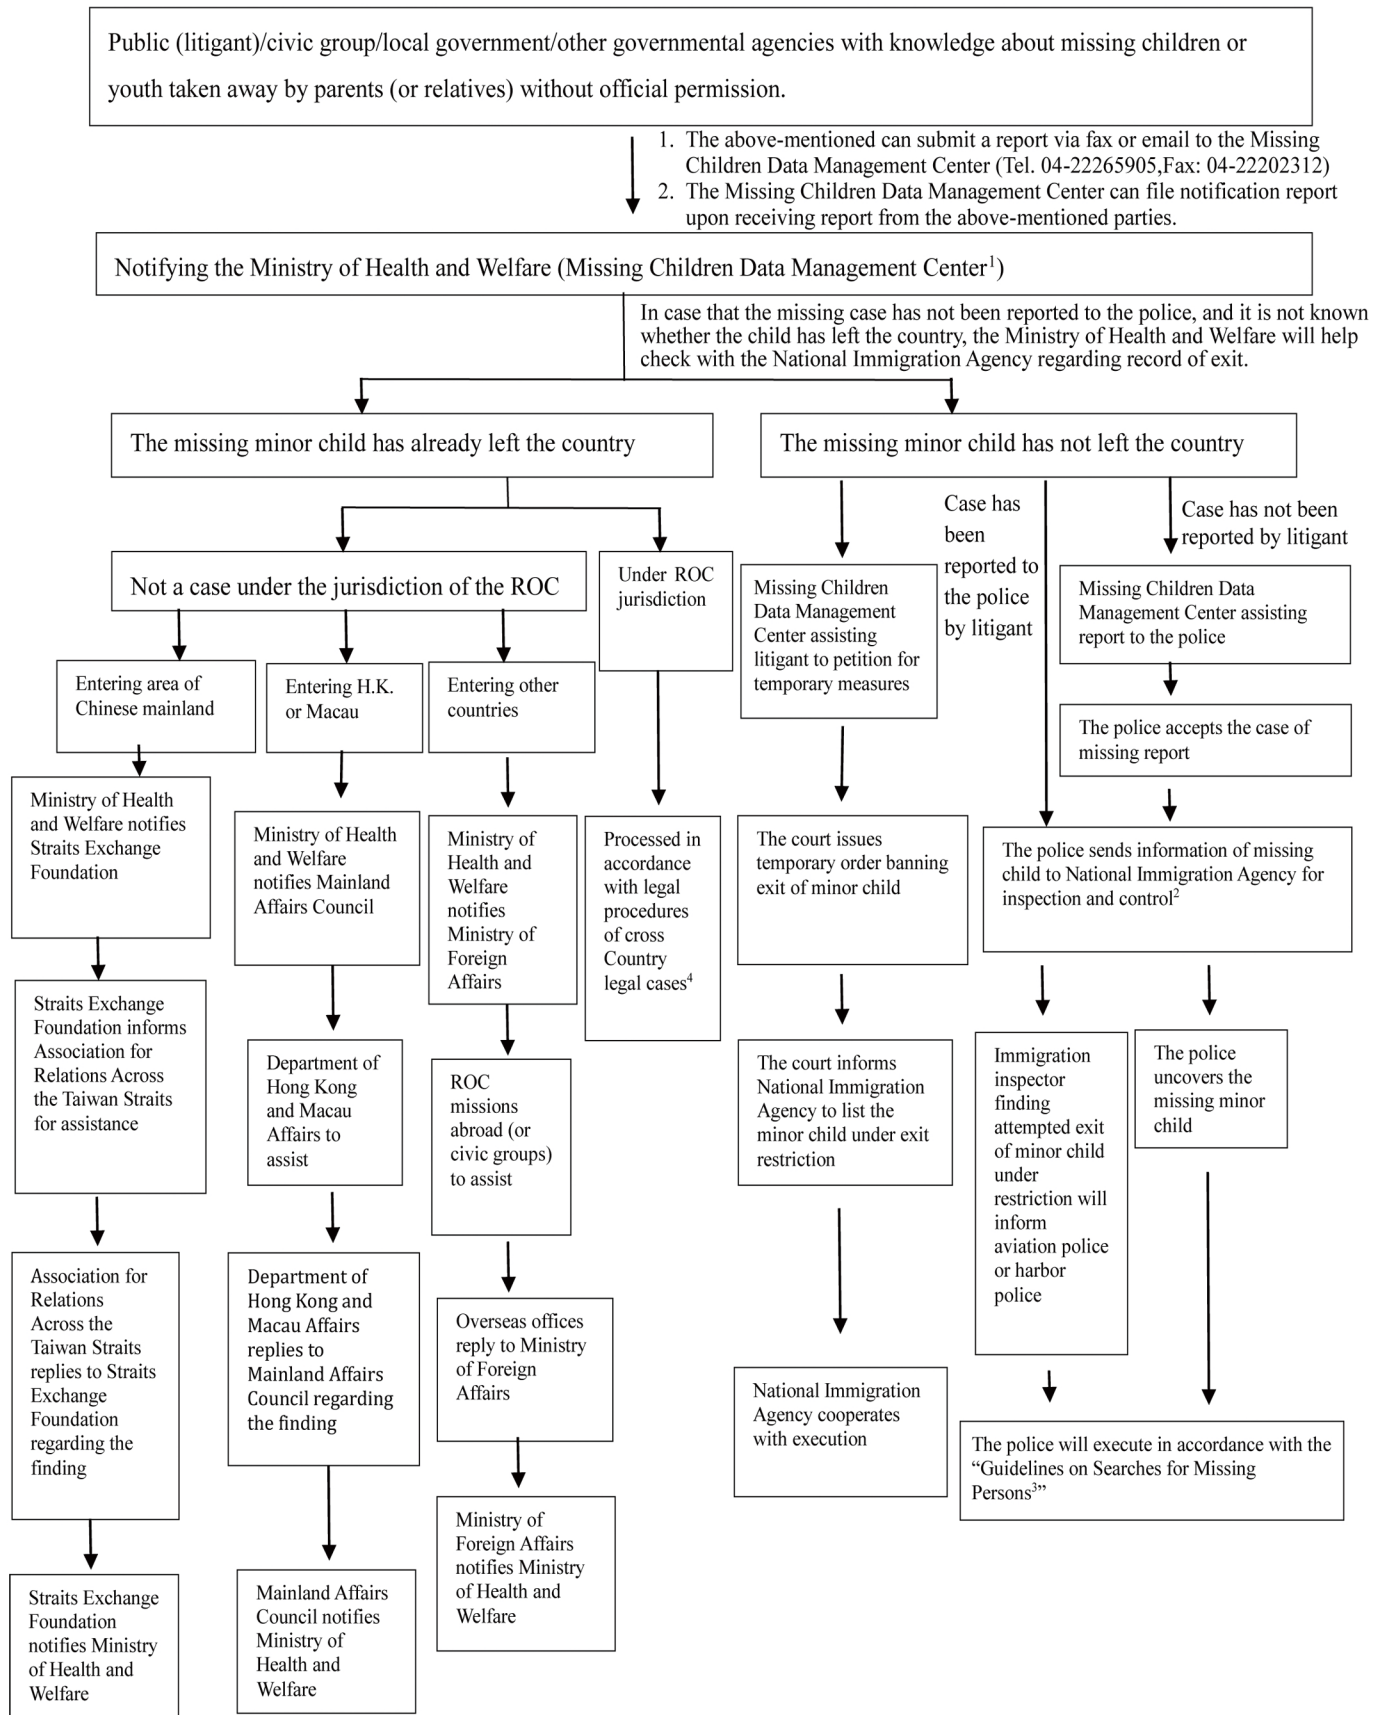 Public (litigant)/civic group/local government/other governmental agencies with knowledge about missing children or
youth taken away by parents (or relatives) without official permission.
1. The above-mentioned can submit a report via fax or email to the Missing
Children Data Management Center (Tel. 04-22265905,Fax: 04-22202312)
2. The Missing Children Data Management Center can file notification report
upon receiving report from the above-mentioned parties.
Notifying the Ministry of Health and Welfare (Missing Children Data Management Center¹)
In case that the missing case has not been reported to the police, and it is not known
whether the child has left the country, the Ministry of Health and Welfare will help
check with the National Immigration Agency regarding record of exit.
The missing minor child has already left the country
The missing minor child has not left the country
Not a case under the jurisdiction of the ROC
Under ROC
jurisdiction
Entering area of
Chinese mainland
Ministry of Health
and Welfare notifies
Straits Exchange
Foundation
Straits Exchange
Foundation informs
Association for
Relations Across
the Taiwan Straits
for assistance
Association for
Relations
Across the
Taiwan Straits
replies to Straits
Exchange
Foundation
regarding the
finding
Straits Exchange
Foundation
notifies Ministry
of Health and
Welfare
Entering H.K.
or Macau
Ministry of Health
and Welfare
notifies Mainland
Affairs Council
Department of
Hong Kong
and Macau
Affairs to
assist
Department of
Hong Kong and
Macau Affairs
replies to
Mainland Affairs
Council regarding
the finding
Mainland Affairs
Council notifies
Ministry of
Health and
Welfare
Entering other
countries
Ministry of
Health and
Welfare
notifies
Ministry of
Foreign
Affairs
ROC
missions
abroad (or
civic groups)
to assist
Overseas offices
reply to Ministry
of Foreign
Affairs
Ministry of
Foreign Affairs
notifies Ministry
of Health and
Welfare
Processed in
accordance
with legal
procedures
of cross
Country
legal cases⁴
Missing Children
Data Management
Center assisting
litigant to petition for
temporary measures
The court issues
temporary order banning
exit of minor child
The court informs
National Immigration
Agency to list the
minor child under exit
restriction
National Immigration
Agency cooperates
with execution
Case has
been
reported to
the police
by litigant
Case has not been
reported by litigant
Missing Children Data
Management Center assisting
report to the police
The police accepts the case of
missing report
The police sends information of missing
child to National Immigration Agency for
inspection and control²
Immigration
inspector
finding
attempted exit
of minor child
under
restriction will
inform
aviation police
or harbor
police
The police
uncovers the
missing minor
child
The police will execute in accordance with the
“Guidelines on Searches for Missing
Persons³”